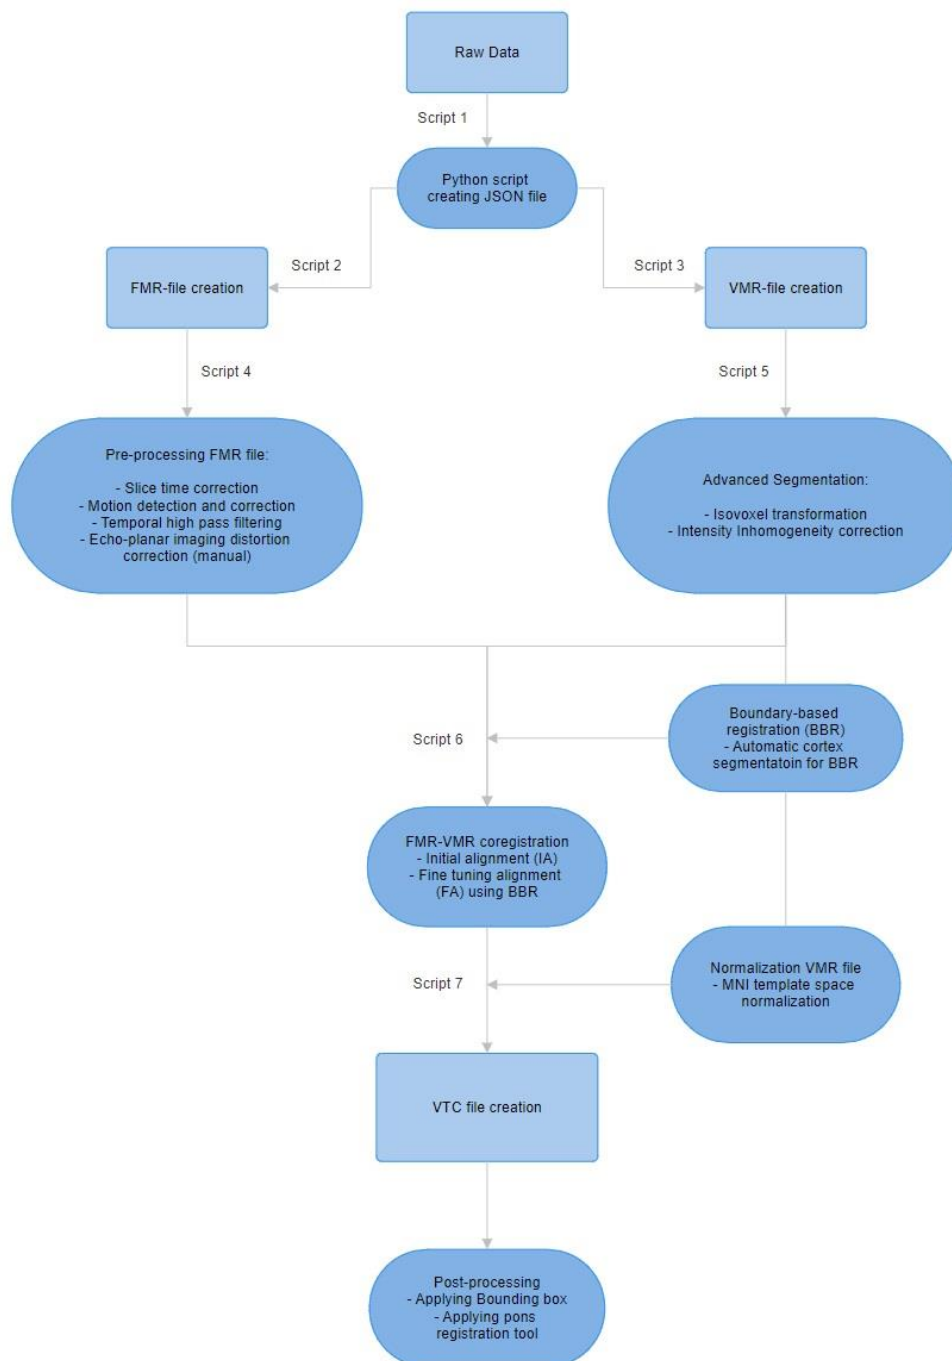 Raw Data
Script 1
Python script
creating JSON file
Script 2
Script 3
FMR-file creation
VMR-file creation
Script 4
Script 5
Pre-processing FMR file:
- Slice time correction
- Motion detection and correction
- Temporal high pass filtering
- Echo-planar imaging distortion
correction (manual)
Advanced Segmentation:
- Isovoxel transformation
- Intensity Inhomogeneity correction
Boundary-based
registration (BBR)
- Automatic cortex
segmentatoin for BBR
Script 6
FMR-VMR coregistration
- Initial alignment (IA)
- Fine tuning alignment
(FA) using BBR
Normalization VMR file
- MNI template space
normalization
Script 7
VTC file creation
Post-processing
- Applying Bounding box
- Applying pons
registration tool